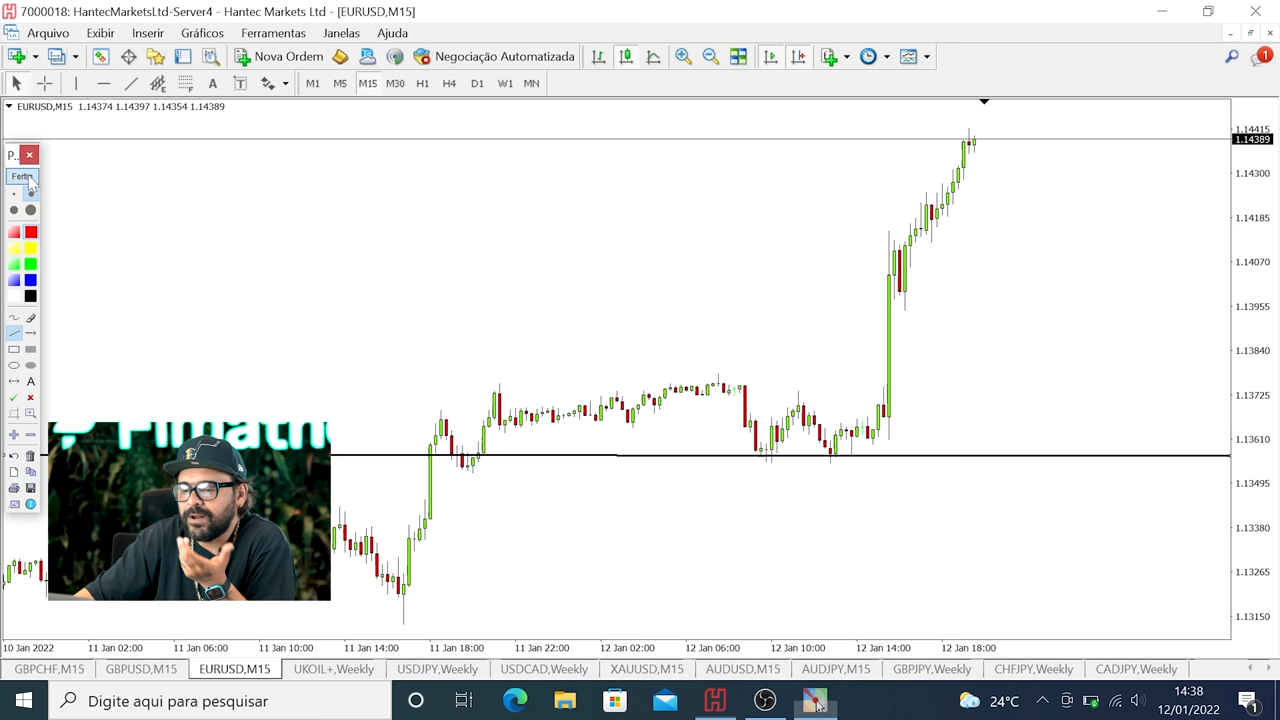 7000018: HantecMarketsLtd-Server4 - Hantec Markets Ltd - [EURUSD,M15]
Arquivo Exibir Inserir Gráficos Ferramentas Janelas Ajuda
Nova Ordem Negociação Automatizada
1
A T M1 M5 M15 M30 H1 H4 D1 W1 MN
EURUSD,M15 1.14374 1.14397 1.14354 1.14389
1.14415
1.14389
1.14300
1.14185
1.14070
1.13955
1.13840
1.13725
1.13610
1.13495
1.13380
1.13265
1.13150
P...
A
10 Jan 2022 11 Jan 02:00 11 Jan 06:00 11 Jan 10:00 11 Jan 14:00 11 Jan 18:00 11 Jan 22:00 12 Jan 02:00 12 Jan 06:00 12 Jan 10:00 12 Jan 14:00 12 Jan 18:00
GBPCHF,M15 GBPUSD,M15 EURUSD,M15 UKOIL+,Weekly USDJPY,Weekly USDCAD,Weekly XAUUSD,M15 AUDUSD,M15 AUDJPY,M15 GBPJPY,Weekly CHFJPY,Weekly CADJPY,Weekly
Digite aqui para pesquisar
24°C
14:38
12/01/2022
1